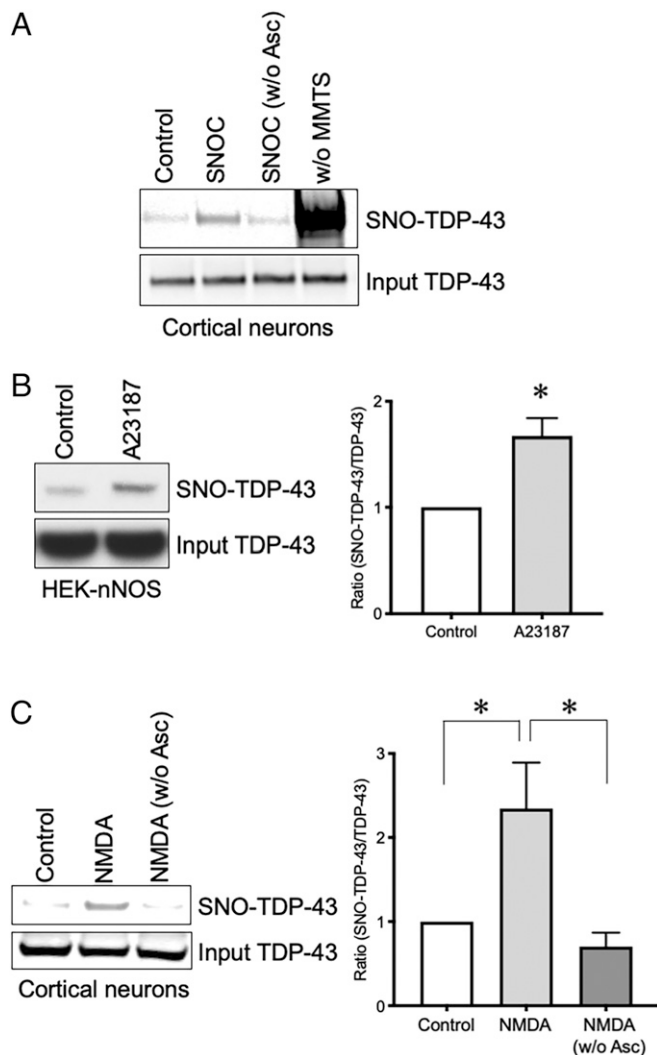 A
Control
SNOC
SNOC (w/o Asc)
w/o MMTS
SNO-TDP-43
Input TDP-43
Cortical neurons
B
Control
A23187
SNO-TDP-43
Input TDP-43
HEK-nNOS
Ratio (SNO-TDP-43/TDP-43)
2
1
0
*
Control
A23187
C
Control
NMDA
NMDA (w/o Asc)
SNO-TDP-43
Input TDP-43
Cortical neurons
Ratio (SNO-TDP-43/TDP-43)
3
2
1
0
*
*
Control
NMDA
NMDA
(w/o Asc)